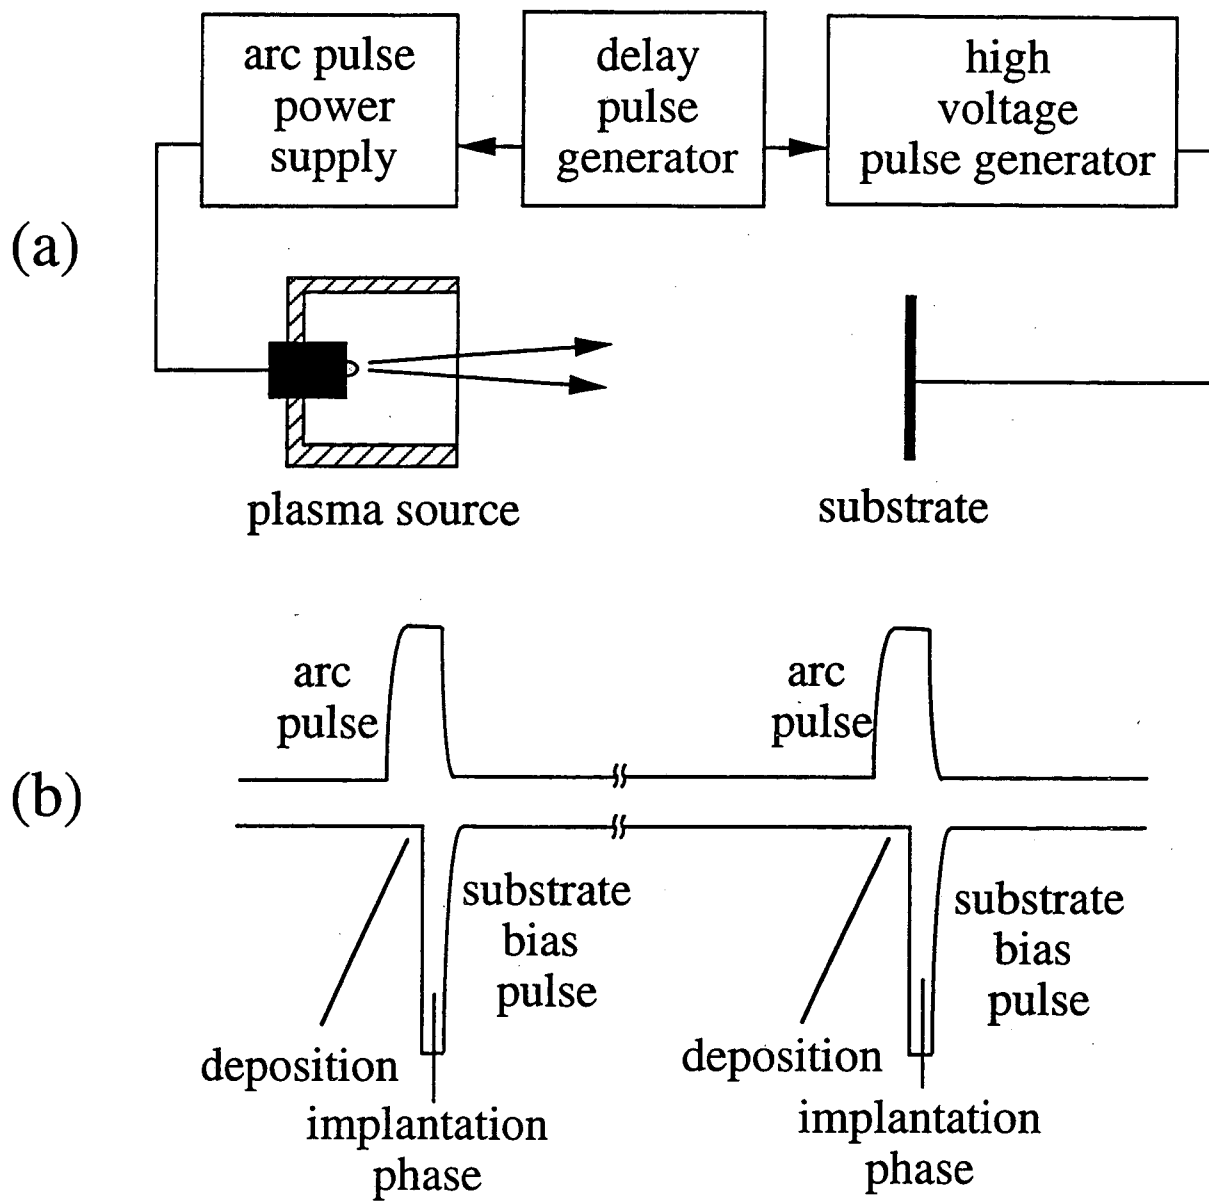 arc pulse
power
supply
delay
pulse
generator
high
voltage
pulse generator
(a)
plasma source
substrate
arc
pulse
arc
pulse
(b)
substrate
bias
pulse
substrate
bias
pulse
deposition
implantation
phase
deposition
implantation
phase